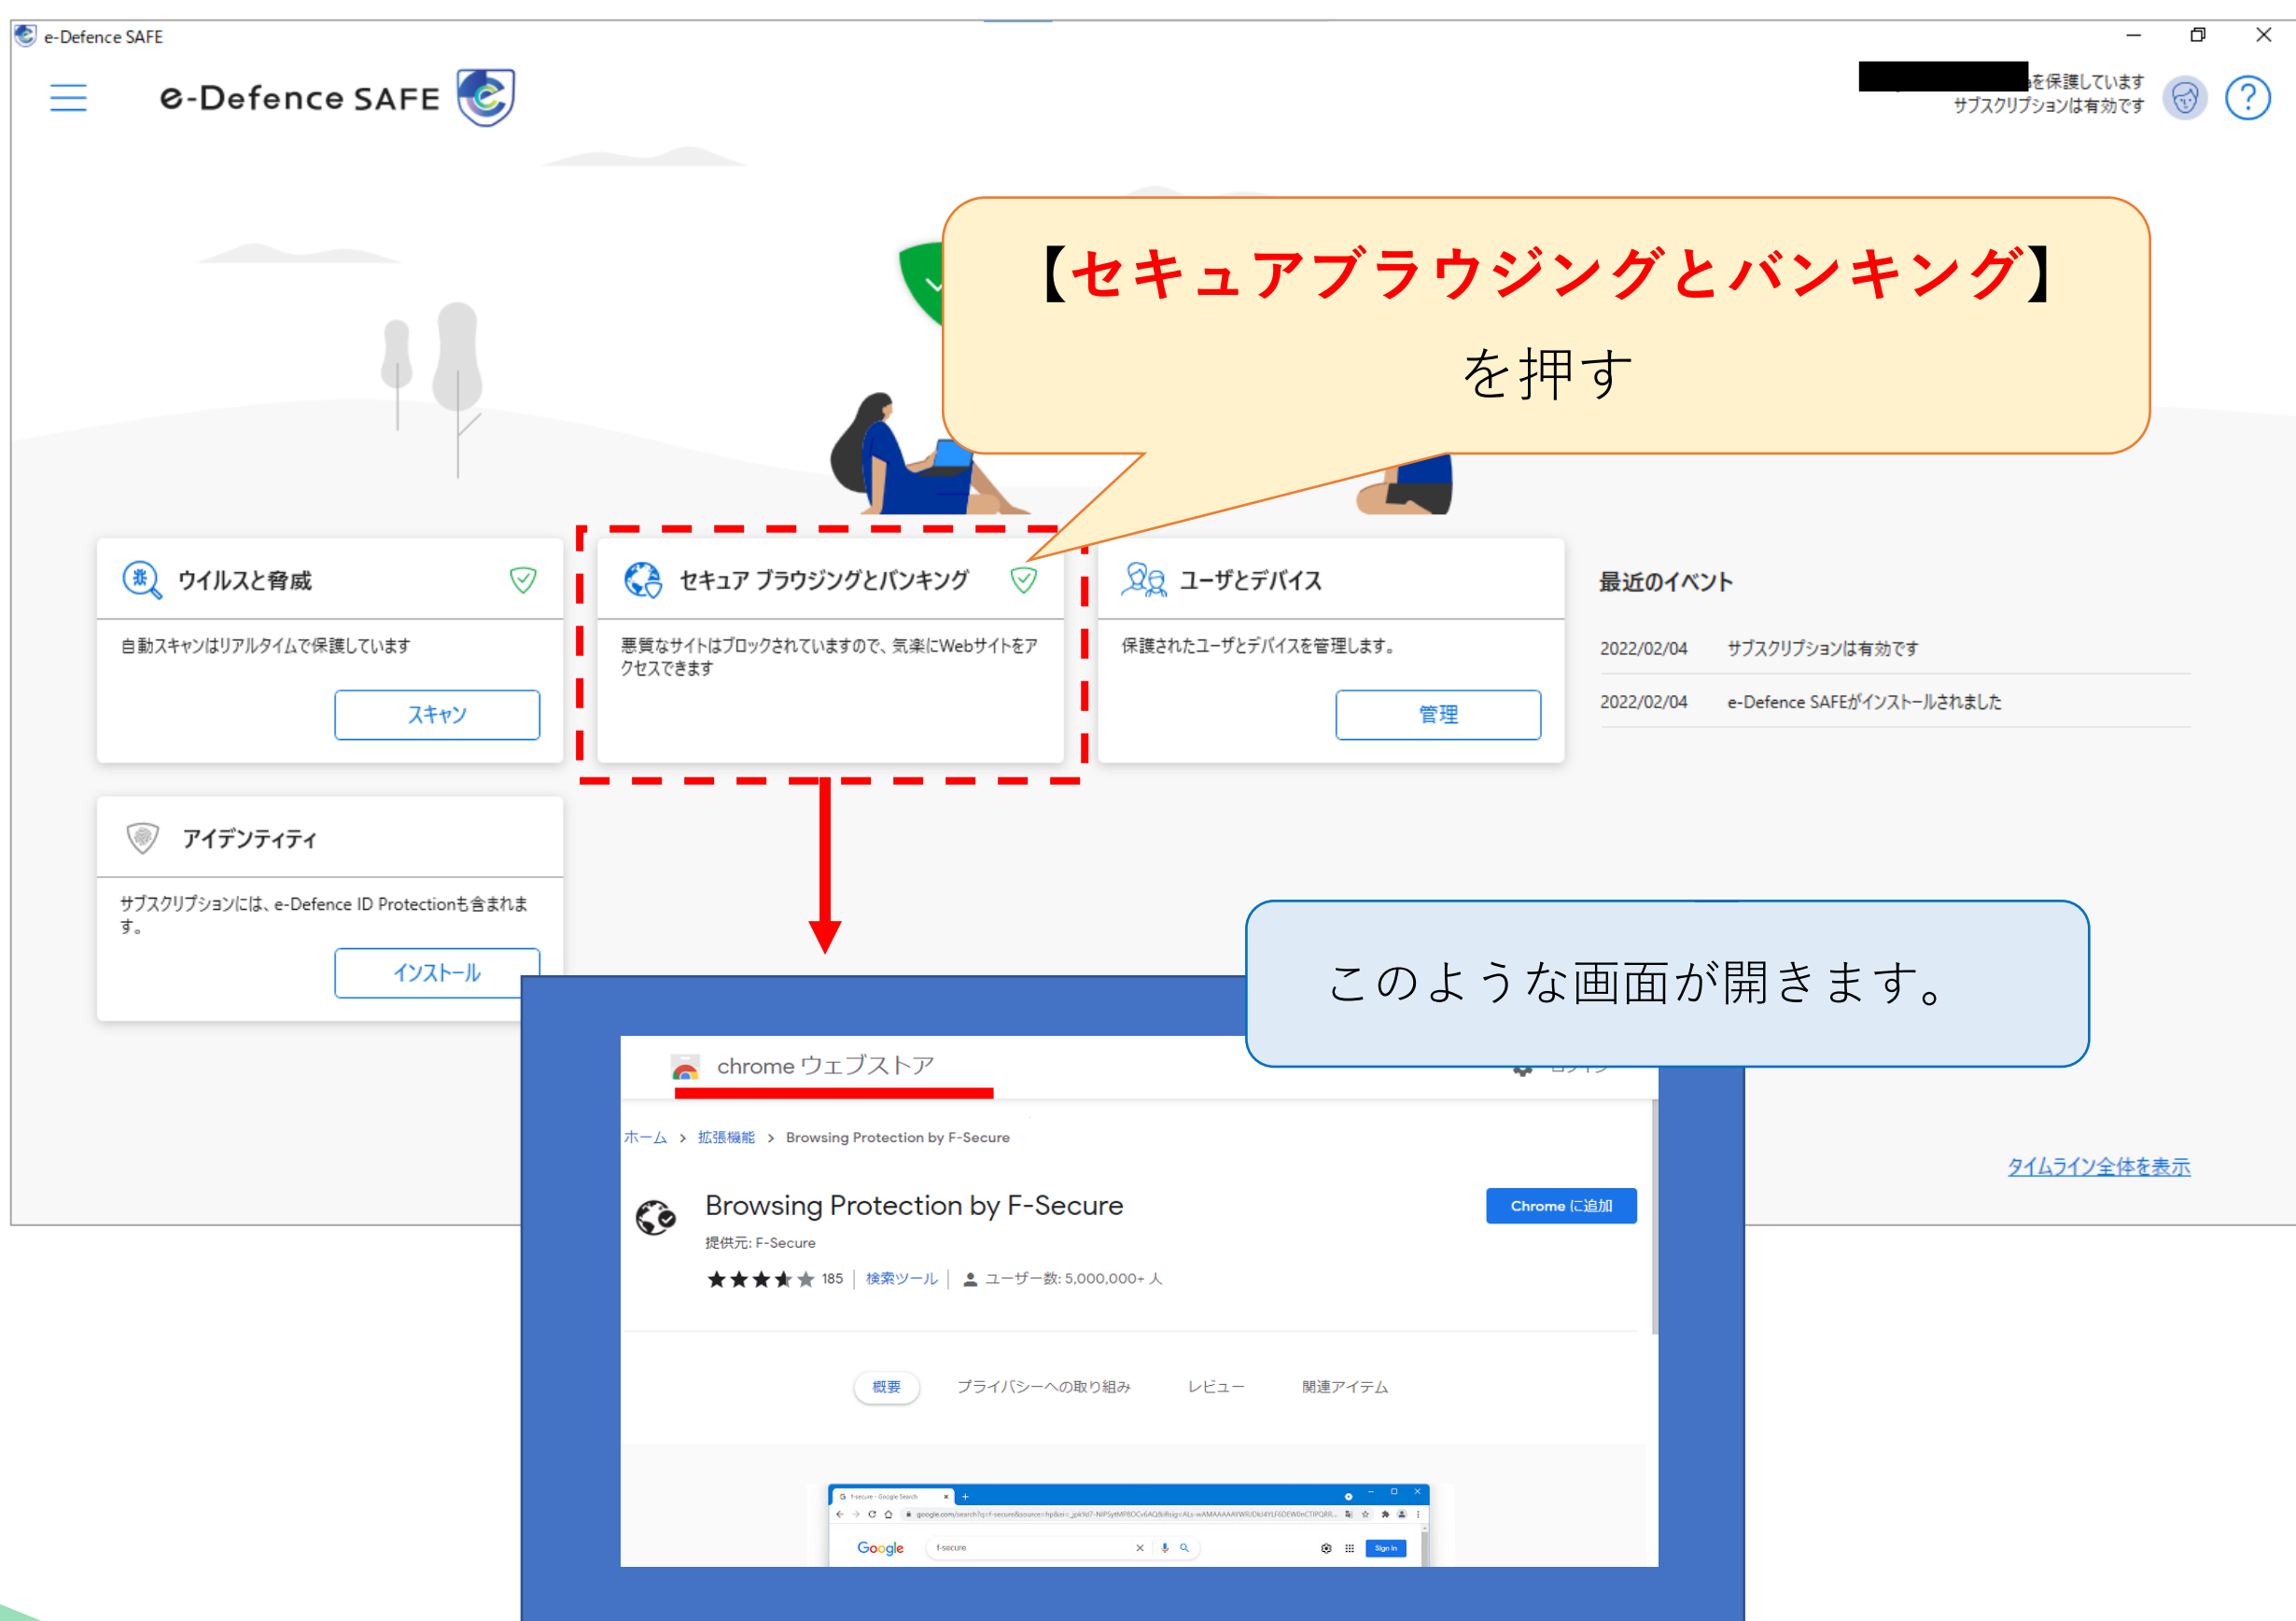 e-Defence SAFE
e-Defence SAFE
を保護しています
サブスクリプションは有効です
?
【セキュアブラウジングとバンキング】
を押す
ウイルスと脅威
自動スキャンはリアルタイムで保護しています
スキャン
セキュア ブラウジングとバンキング
悪質なサイトはブロックされていますので、気楽にWebサイトをア
クセスできます
ユーザとデバイス
保護されたユーザとデバイスを管理します。
管理
最近のイベント
2022/02/04 サブスクリプションは有効です
2022/02/04 e-Defence SAFEがインストールされました
アイデンティティ
サブスクリプションには、e-Defence ID Protectionも含まれま
す。
インストール
このような画面が開きます。
タイムライン全体を表示
chrome ウェブストア
ホーム > 拡張機能 > Browsing Protection by F-Secure
Browsing Protection by F-Secure
Chrome に追加
提供元: F-Secure
185 検索ツール ユーザー数: 5,000,000+ 人
概要 プライバシーへの取り組み レビュー 関連アイテム
f-secure - Google Search
Google f-secure Sign in